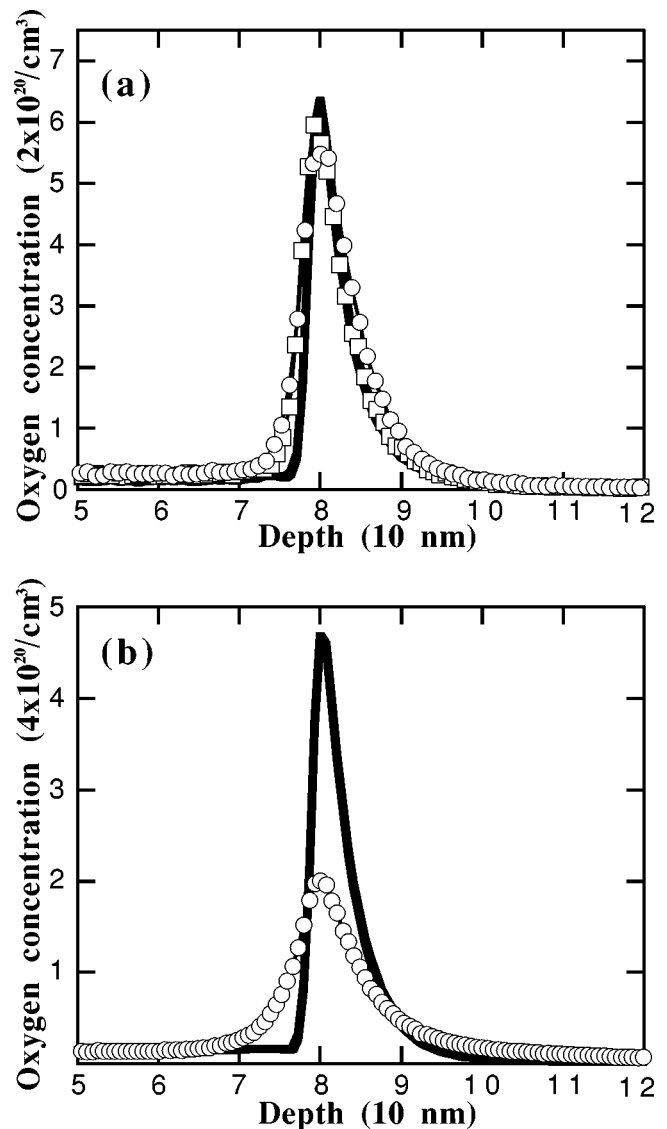 (a)
Oxygen concentration (2x10²⁰/cm³)
7
6
5
4
3
2
1
0
5 6 7 8 9 10 11 12
Depth (10 nm)
(b)
Oxygen concentration (4x10²⁰/cm³)
5
4
3
2
1
5 6 7 8 9 10 11 12
Depth (10 nm)